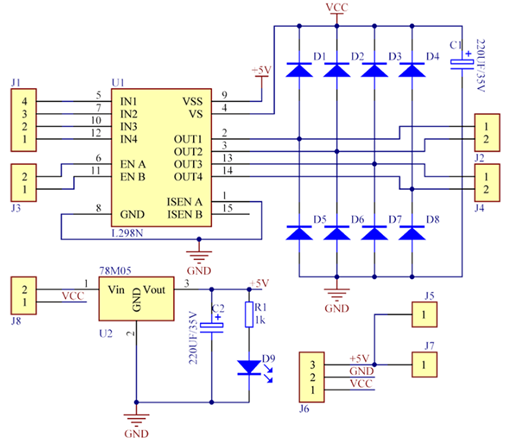 VCC
J1
U1
D1 D2 D3 D4
C1
220UF/35V
+
+5V
4 5 IN1 VSS 9
3 7 IN2 VS 4
2 10 IN3
1 12 IN4 OUT1 2
OUT2 3
2 6 EN A OUT3 13
1 11 EN B OUT4 14
J3
1
2
J2
1
2
J4
ISEN A 1
8 GND ISEN B 15
L298N
D5 D6 D7 D8
GND
GND
78M05
2 1 Vin Vout 3 +5V
1 VCC
J8
GND
U2
2
C2
+
220UF/35V
R1
1k
D9
GND
J5
1
J7
1
3 +5V
2 GND
1 VCC
J6